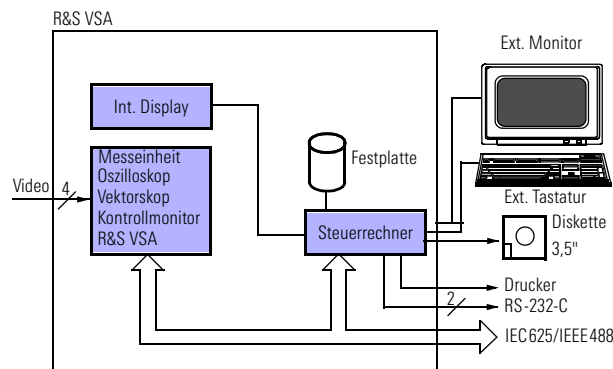 R&S VSA
Ext. Monitor
Int. Display
Messeinheit
Oszilloskop
Vektorskop
Kontrollmonitor
R&S VSA
Festplatte
Video
4
Ext. Tastatur
Steuerrechner
Diskette
3,5"
Drucker
2
RS-232-C
IEC625/IEEE488